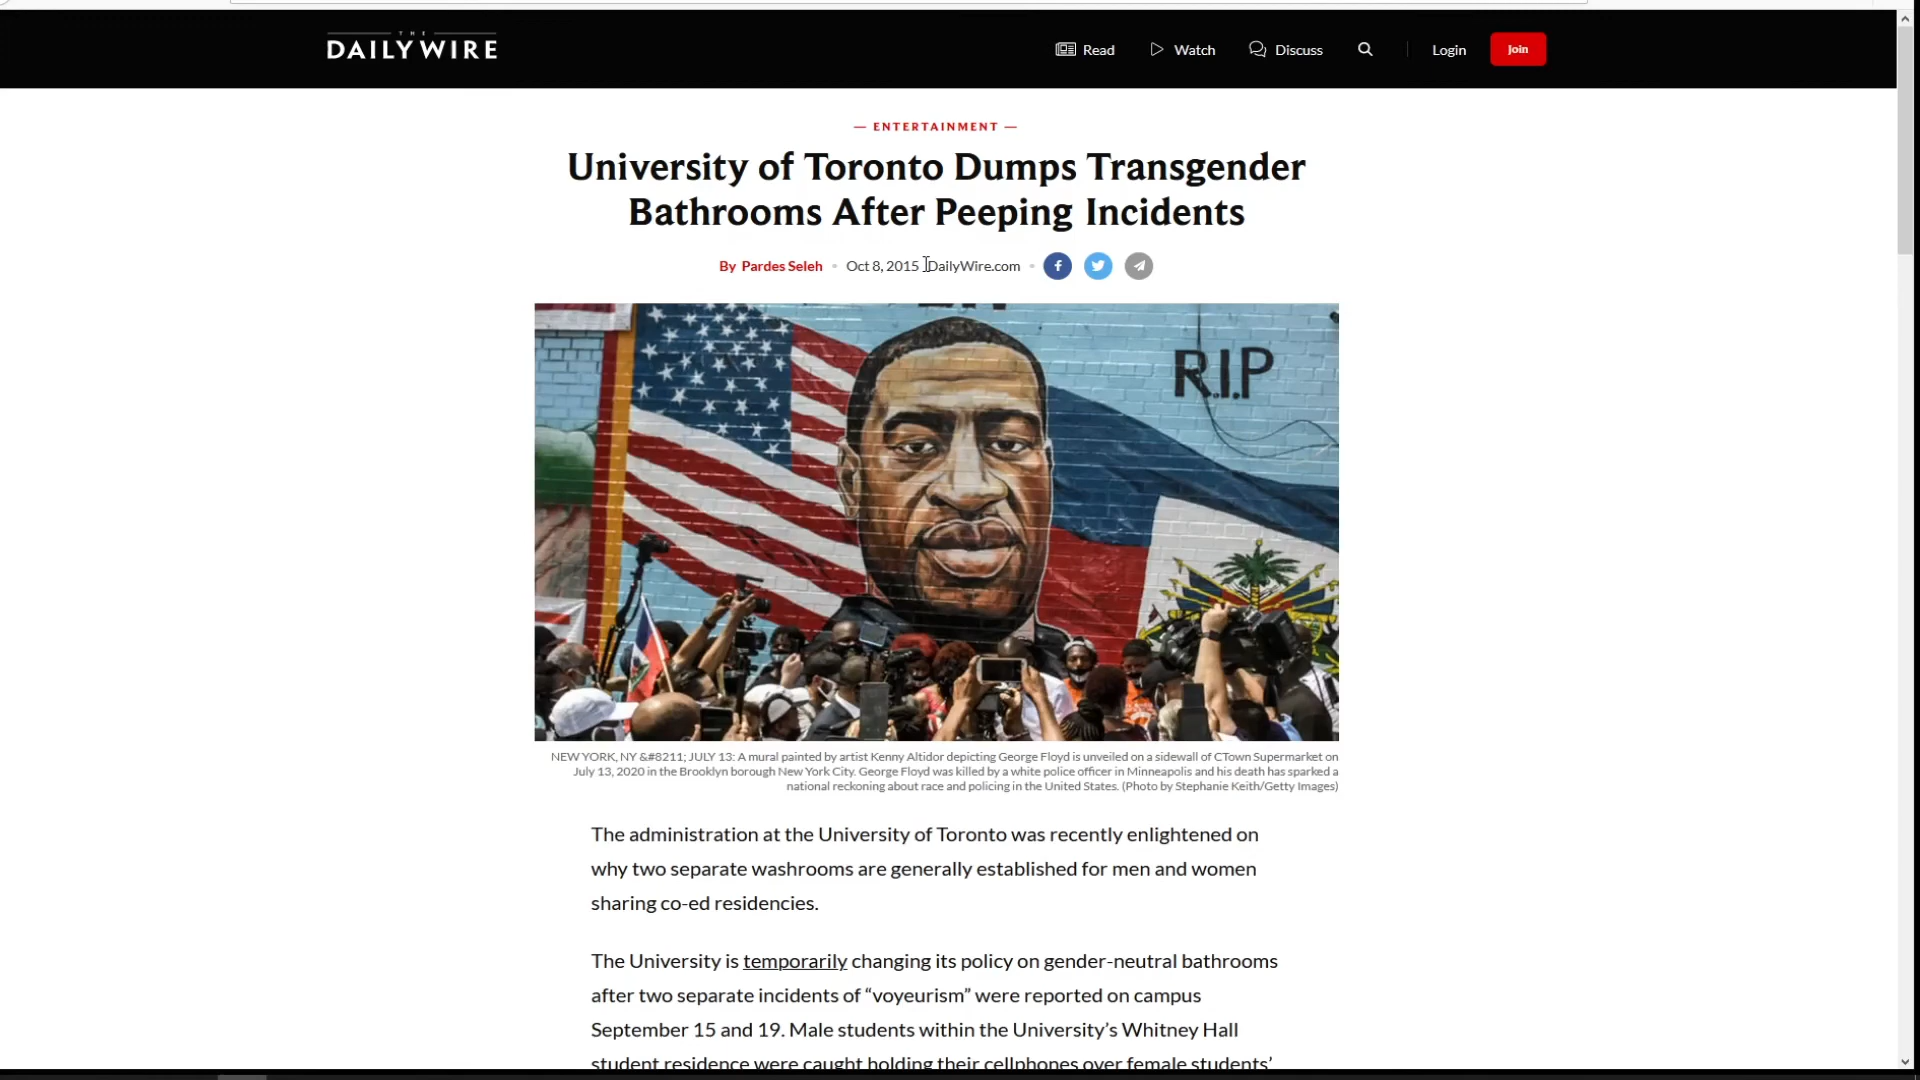 THE
DAILYWIRE
Read
Watch
Discuss
Login
Join
— ENTERTAINMENT —
University of Toronto Dumps Transgender
Bathrooms After Peeping Incidents
By Pardes Seleh • Oct 8, 2015 DailyWire.com •
R.I.P
NEW YORK, NY &#8211; JULY 13: A mural painted by artist Kenny Altidor depicting George Floyd is unveiled on a sidewall of CTown Supermarket on
July 13, 2020 in the Brooklyn borough New York City. George Floyd was killed by a white police officer in Minneapolis and his death has sparked a
national reckoning about race and policing in the United States. (Photo by Stephanie Keith/Getty Images)
The administration at the University of Toronto was recently enlightened on
why two separate washrooms are generally established for men and women
sharing co-ed residencies.
The University is temporarily changing its policy on gender-neutral bathrooms
after two separate incidents of “voyeurism” were reported on campus
September 15 and 19. Male students within the University’s Whitney Hall
student residence were caught holding their cellphones over female students’